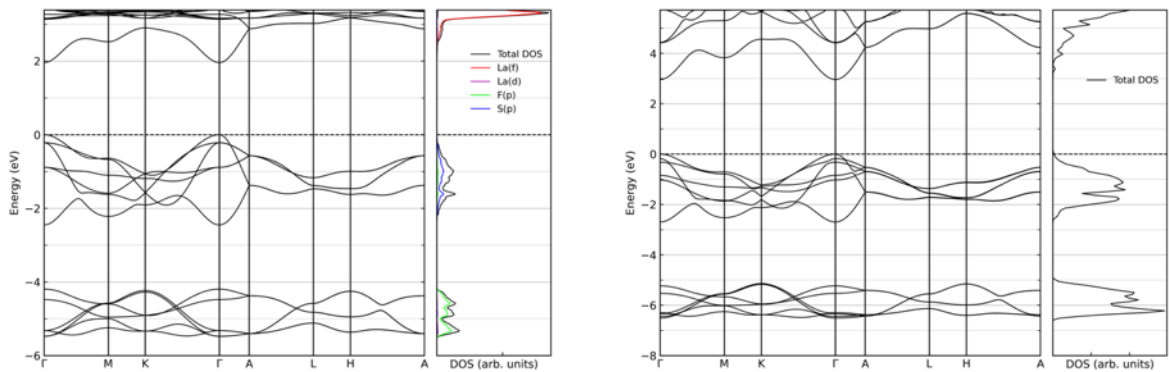 2
0
−2
−4
−6
Energy (eV)
Γ M K Γ A L H A
Total DOS
La(f)
La(d)
F(p)
S(p)
DOS (arb. units)
4
2
0
−2
−4
−6
−8
Energy (eV)
Γ M K Γ A L H A
Total DOS
DOS (arb. units)